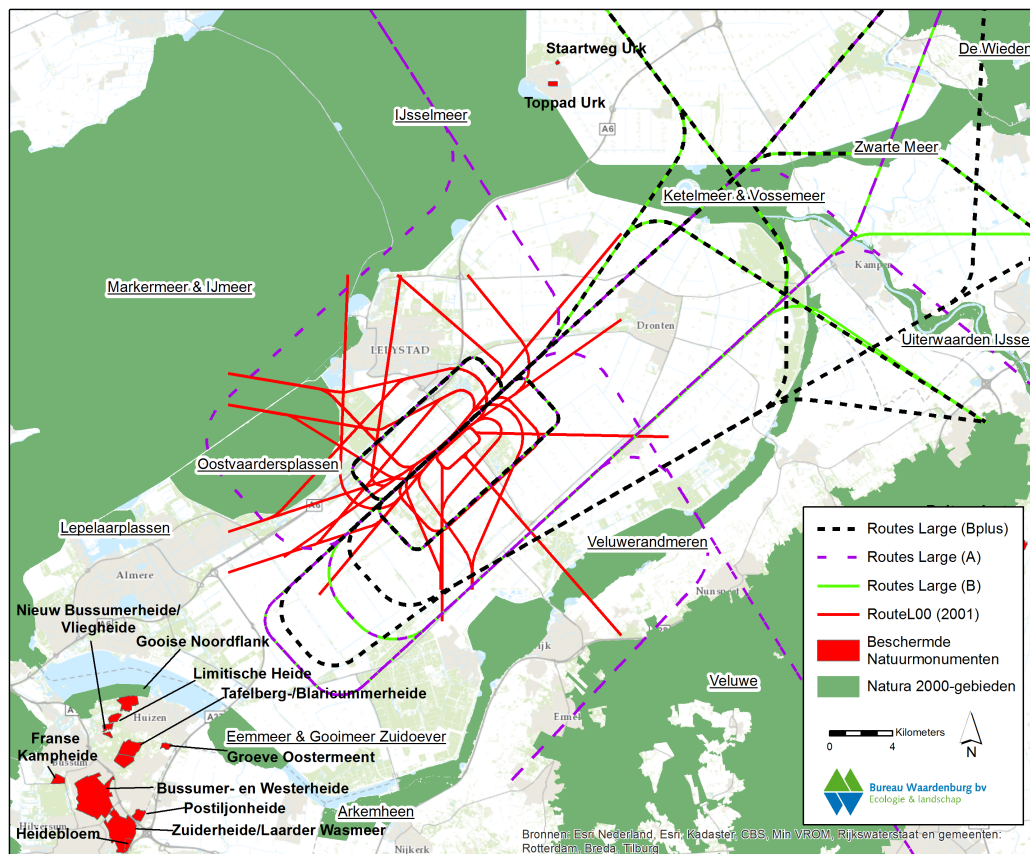 Staartweg Urk
De Wieden
Toppad Urk
IJsselmeer
A6
Zwarte Meer
Ketelmeer & Vossemeer
Kampen
Markermeer & IJmeer
Dronten
Uiterwaarden IJsse
LELYSTAD
Oostvaardersplassen
A6
Lepelaarplassen
Veluwerandmeren
Almere
Nunspeet
Nieuw Bussumerheide/
Vliegheide
Gooise Noordflank
Limitische Heide
Tafelberg-/Blaricummerheide
Huizen
Veluwe
Franse
Kampheide
Bussum
Eemmeer & Gooimeer Zuidoever
Groeve Oostermeent
Bussumer- en Westerheide
Postiljonheide
Arkemheen
Hilversum
Heidebloem
Zuiderheide/Laarder Wasmeer
Nijkerk
Routes Large (Bplus)
Routes Large (A)
Routes Large (B)
RouteL00 (2001)
Beschermde
Natuurmonumenten
Natura 2000-gebieden
Kilometers
0 4
N
Bureau Waardenburg bv
Ecologie & landschap
Bronnen: Esri Nederland, Esri, Kadaster, CBS, Min VROM, Rijkswaterstaat en gemeenten:
Rotterdam, Breda, Tilburg